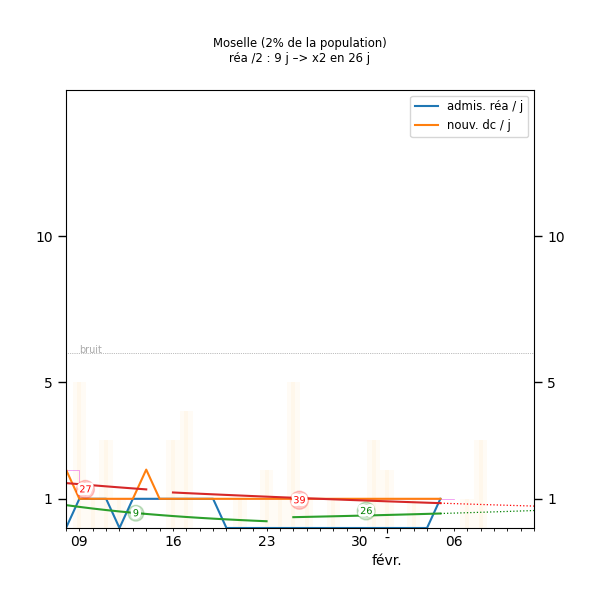 Moselle (2% de la population)
réa /2 : 9 j –> x2 en 26 j
admis. réa / j
nouv. dc / j
10
10
bruit
5
5
27
39
9
26
1
1
09
16
23
30
-
06
févr.